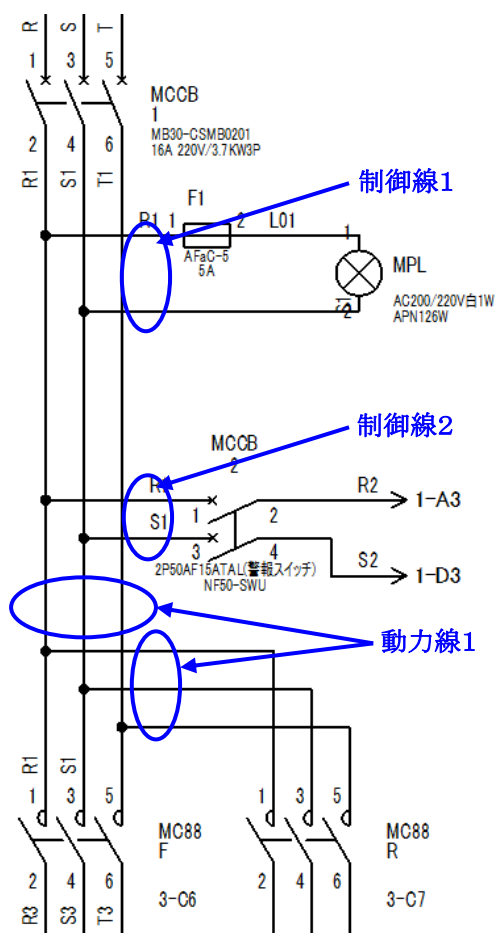 R S T
1 3 5
MCCB
1
MB30-CSMB0201
16A 220V/3.7KW3P
2 4 6
R1 S1 T1
制御線1
F1
R1 1 2 L01
AFaC-5
5A
1
MPL
AC200/220V白1W
APN126W
2
制御線2
MCCB
2
R2
1-A3
S1 1 2
3 4
S2
2P50AF15ATAL(警報スイッチ)
NF50-SWU
1-D3
動力線1
R1 S1
1 3 5
1 3 5
MC88
F
MC88
R
2 4 6
2 4 6
3-C6
3-C7
R3 S3 T3